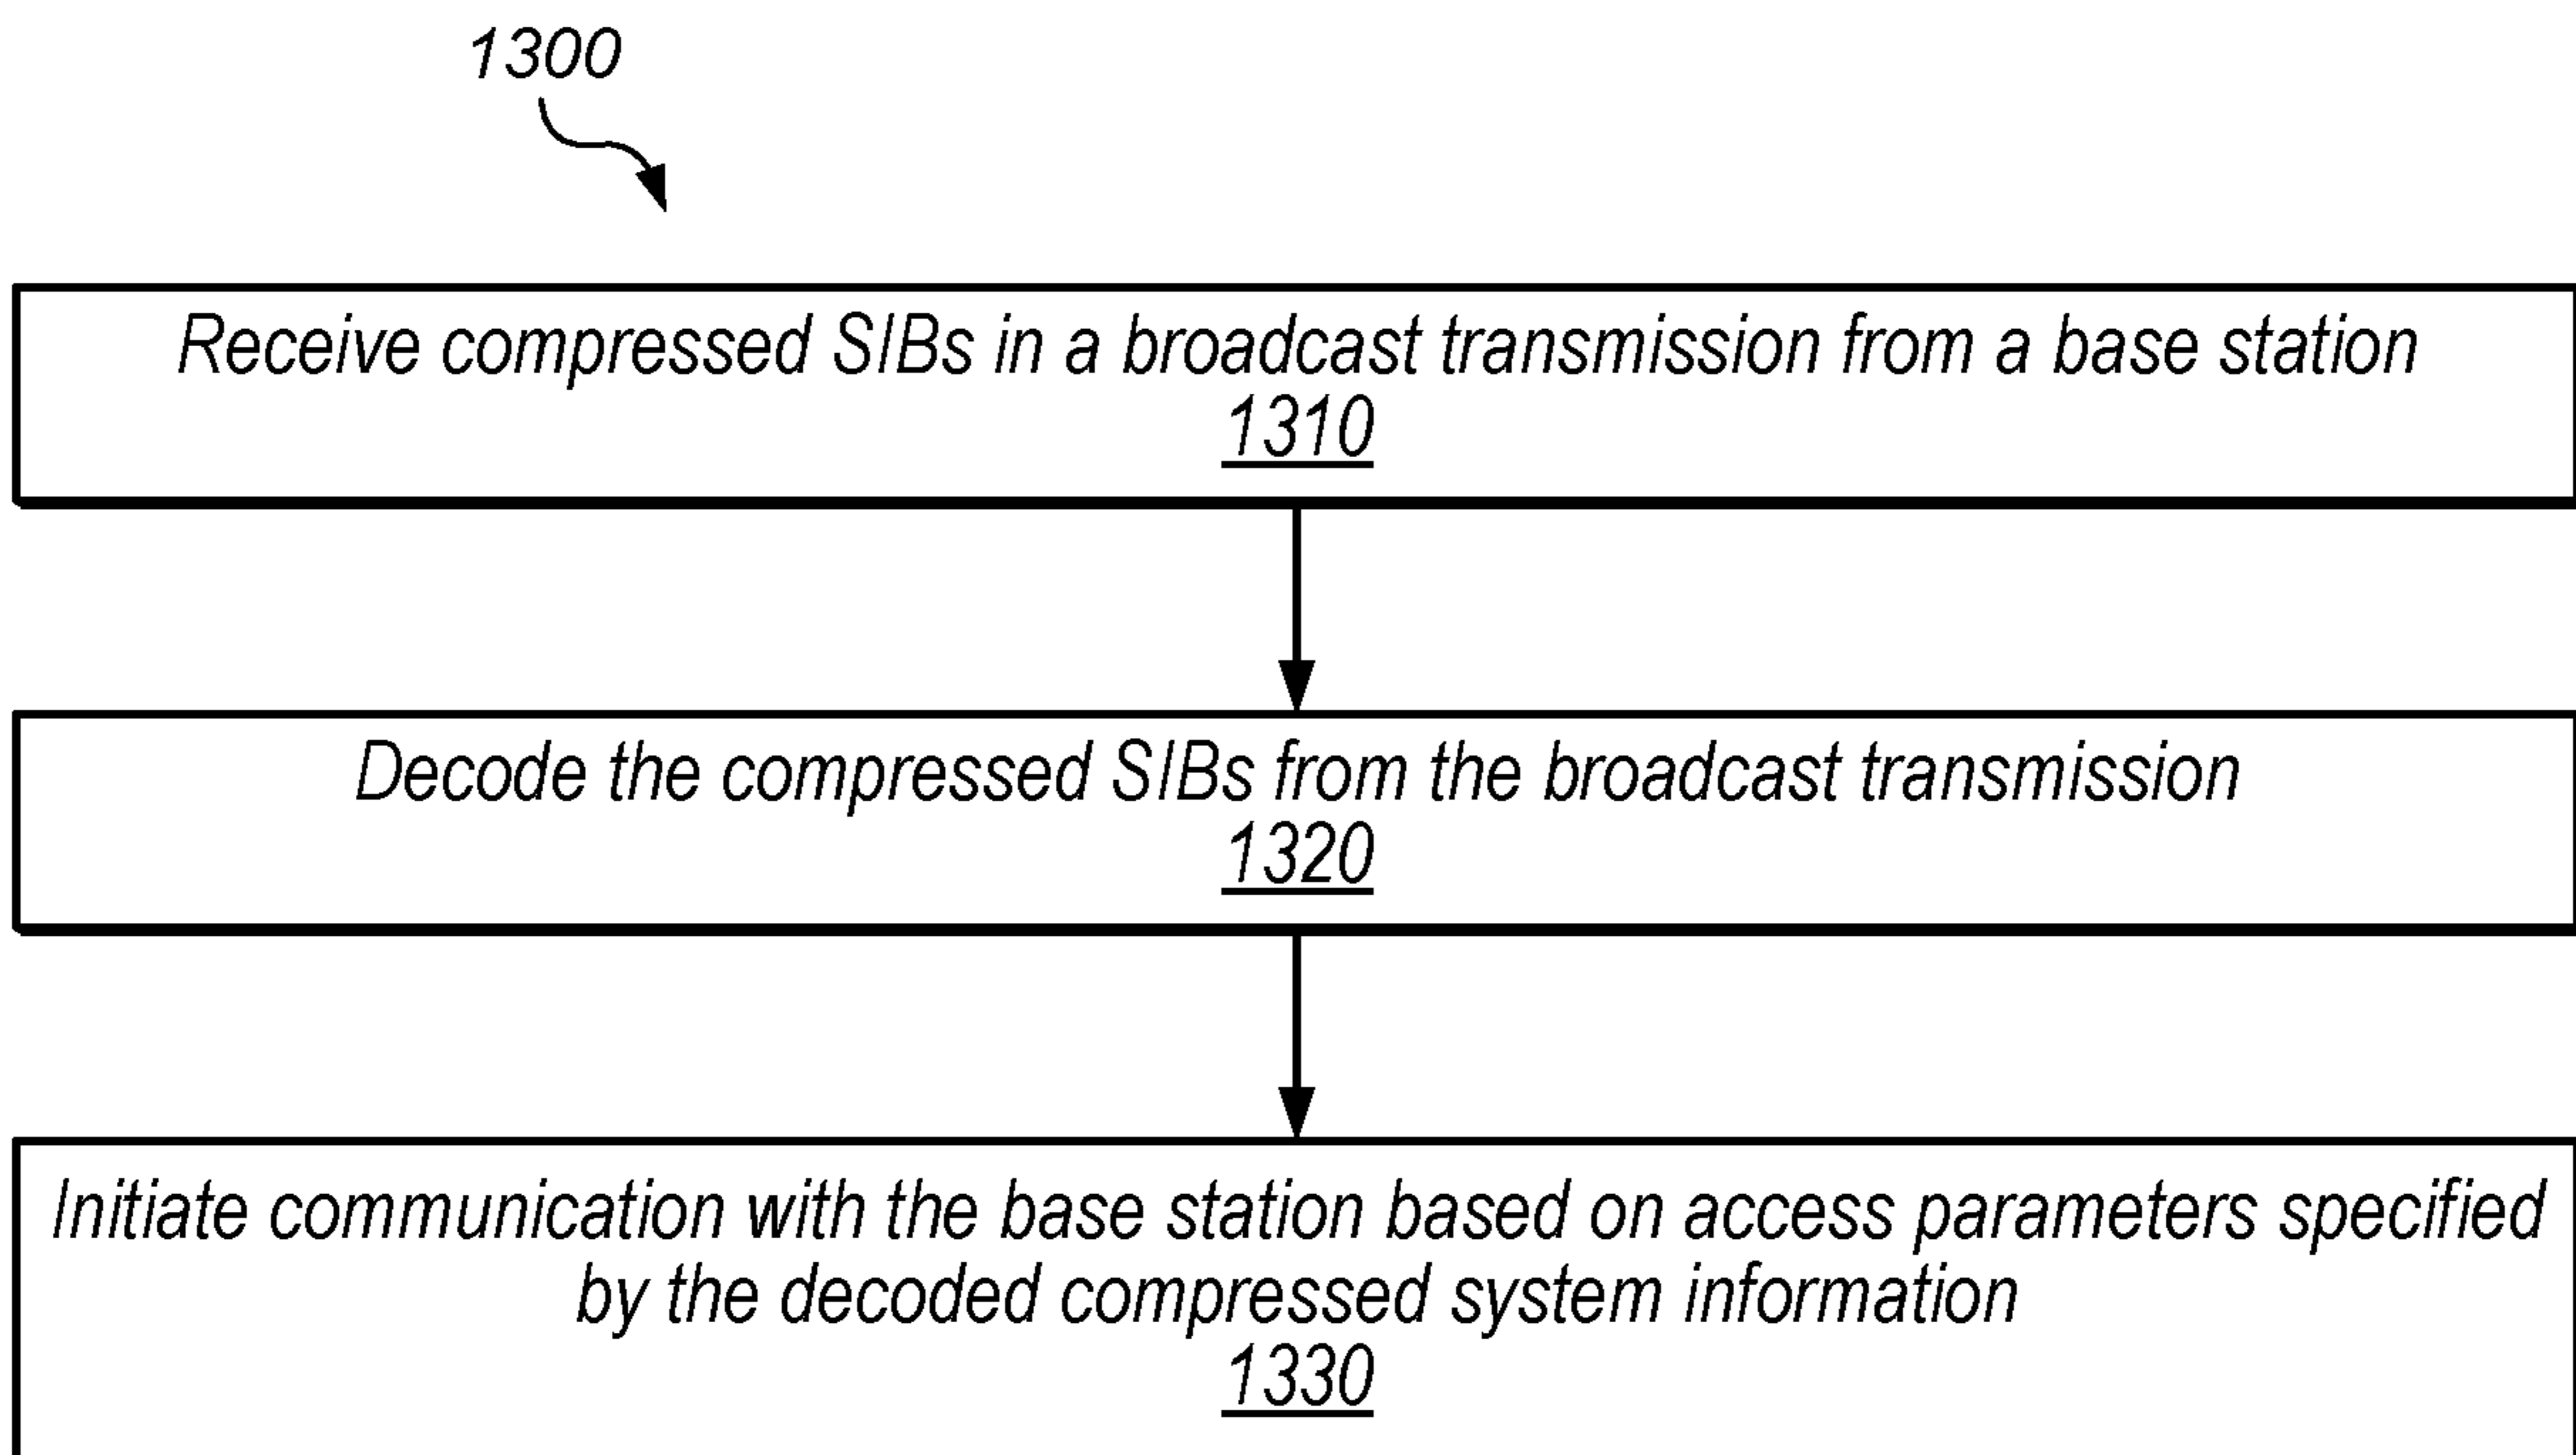 1300
Receive compressed SIBs in a broadcast transmission from a base station
1310
Decode the compressed SIBs from the broadcast transmission
1320
Initiate communication with the base station based on access parameters specified
by the decoded compressed system information
1330